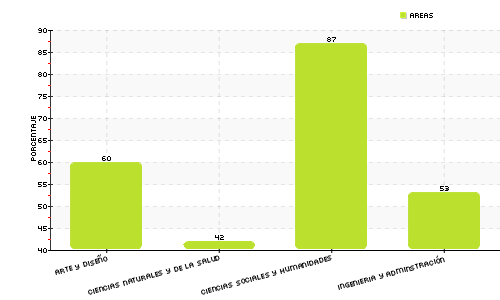 AREAS
PORCENTAJE
90
85
80
75
70
65
60
55
50
45
40
60
42
87
53
ARTE Y DISEÑO
CIENCIAS NATURALES Y DE LA SALUD
CIENCIAS SOCIALES Y HUMANIDADES
INGENIERIA Y ADMINSTRACIÓN